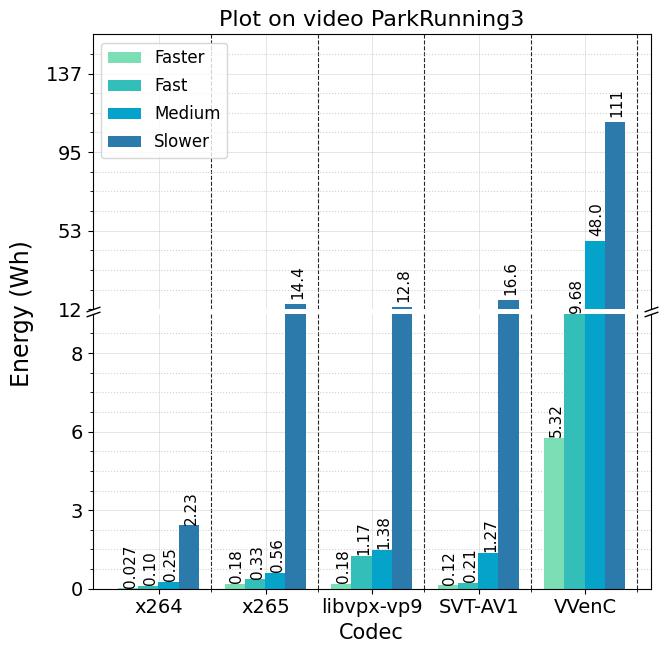 Plot on video ParkRunning3
Faster
Fast
Medium
Slower
137
95
53
12
8
6
3
0
Energy (Wh)
0.027
0.10
0.25
2.23
0.18
0.33
0.56
14.4
0.18
1.17
1.38
12.8
0.12
0.21
1.27
16.6
5.32
9.68
48.0
111
x264
x265
libvpx-vp9
SVT-AV1
VVenC
Codec